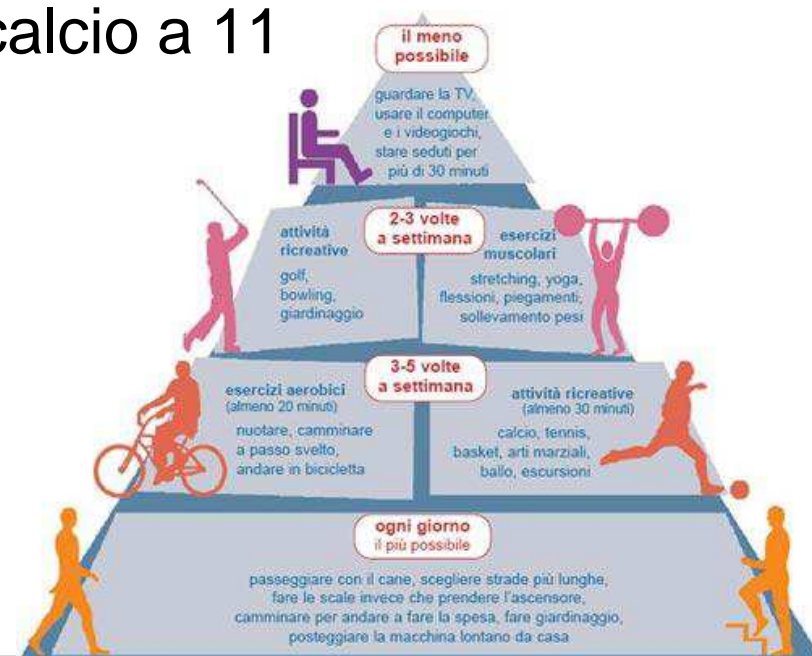 calcio a 11
il meno
possibile
guardare la TV,
usare il computer
e i videogiochi,
stare seduti per
più di 30 minuti
2-3 volte
a settimana
attività
ricreative
golf,
bowling,
giardinaggio
esercizi
muscolari
stretching, yoga,
flessioni, piegamenti,
sollevamento pesi
3-5 volte
a settimana
esercizi aerobici
(almeno 20 minuti)
nuotare, camminare
a passo svelto,
andare in bicicletta
attività ricreative
(almeno 30 minuti)
calcio, tennis,
basket, arti marziali,
ballo, escursioni
ogni giorno
il più possibile
passeggiare con il cane, scegliere strade più lunghe,
fare le scale invece che prendere l'ascensore,
camminare per andare a fare la spesa, fare giardinaggio,
posteggiare la macchina lontano da casa